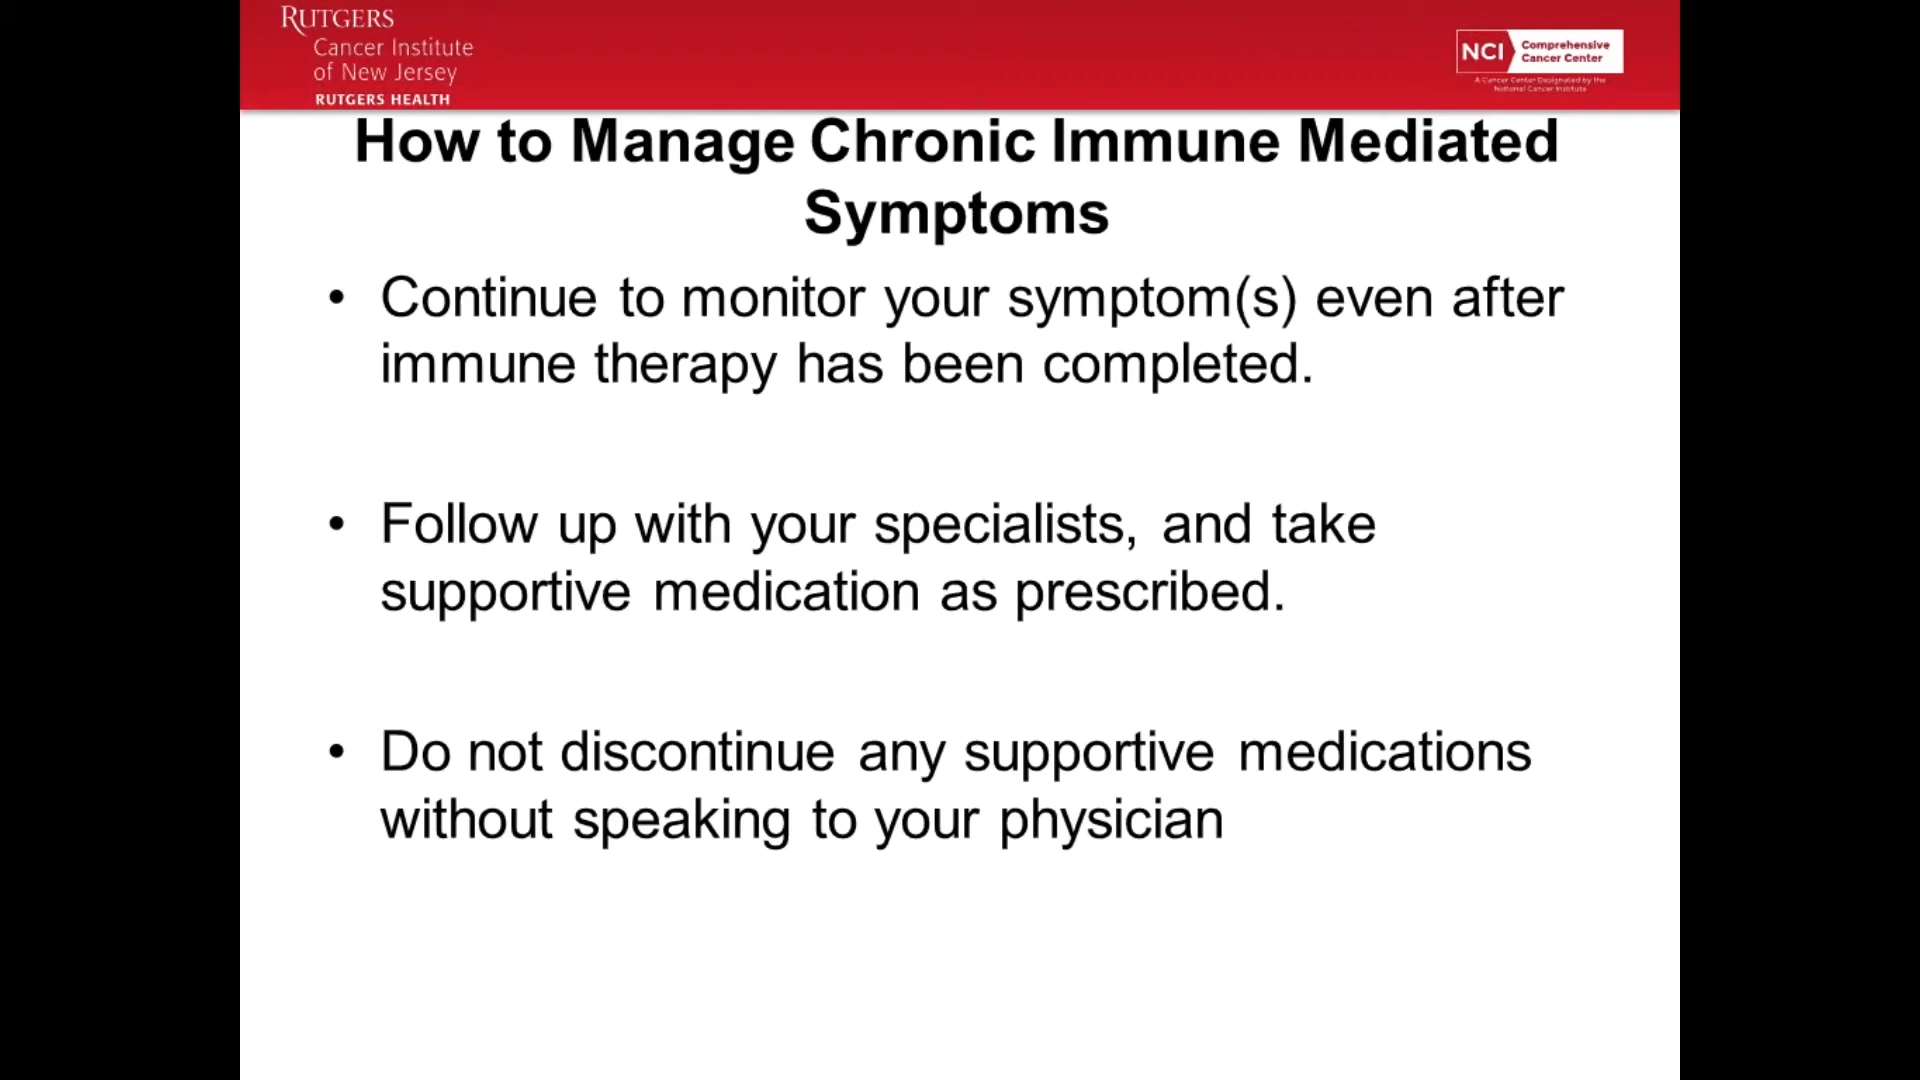 RUTGERS
Cancer Institute
of New Jersey
RUTGERS HEALTH
NCI
Comprehensive
Cancer Center
A Cancer Center Designated by the
National Cancer Institute
How to Manage Chronic Immune Mediated
Symptoms
• Continue to monitor your symptom(s) even after
immune therapy has been completed.
• Follow up with your specialists, and take
supportive medication as prescribed.
• Do not discontinue any supportive medications
without speaking to your physician